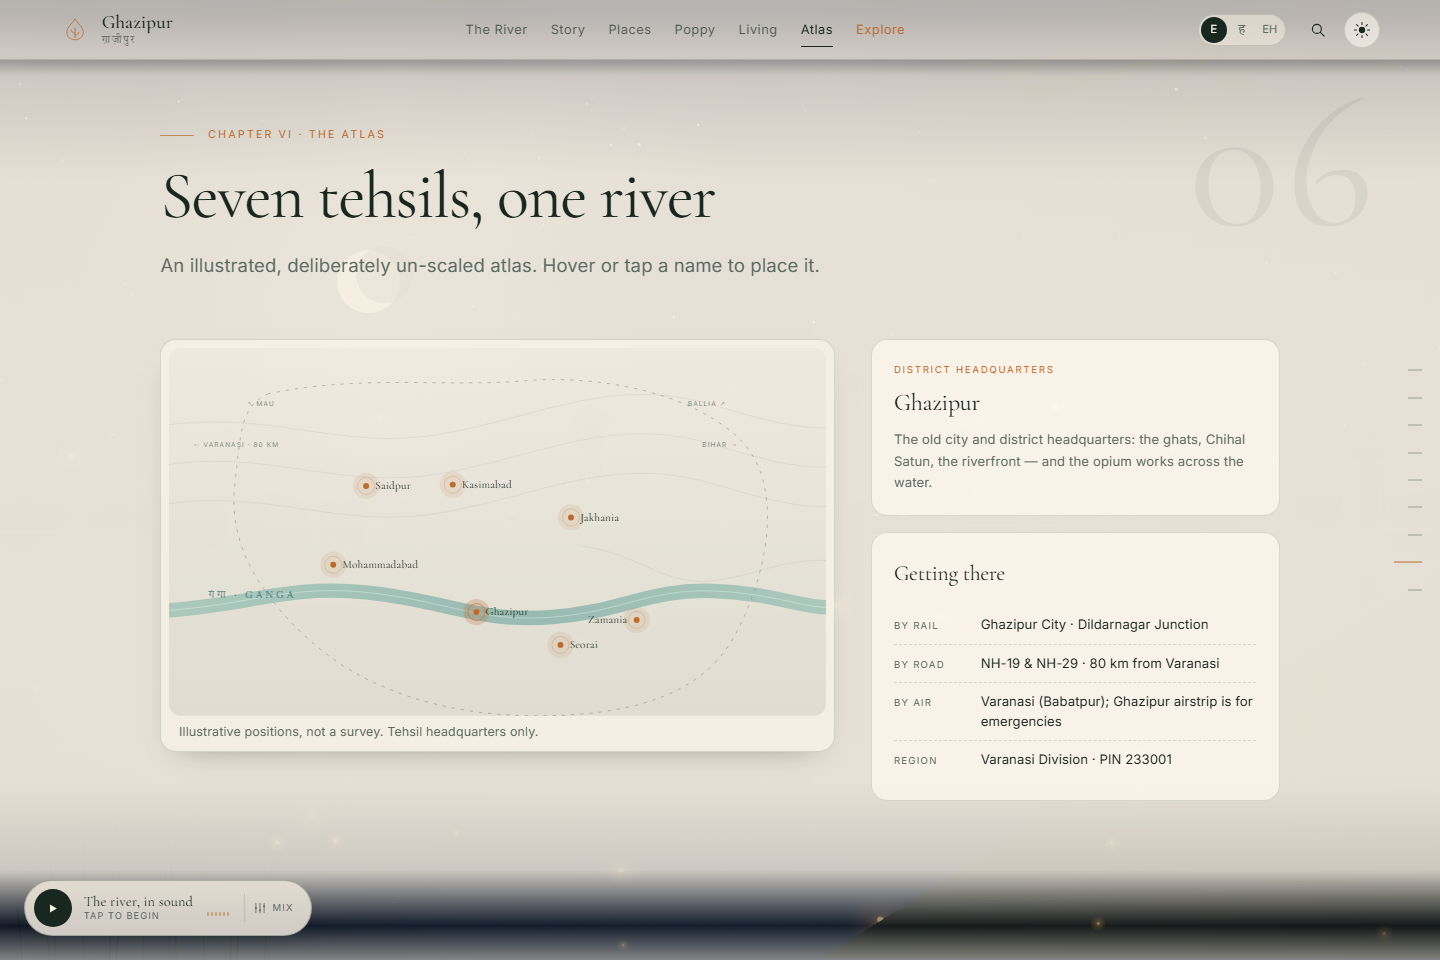 Ghazipur
ग़ाज़ीपुर
The River
Story
Places
Poppy
Living
Atlas
Explore
E
ह
EH
CHAPTER VI · THE ATLAS
06
Seven tehsils, one river
An illustrated, deliberately un-scaled atlas. Hover or tap a name to place it.
↖ MAU
BALLIA ↗
← VARANASI · 80 KM
BIHAR →
Saidpur
Kasimabad
Jakhania
Mohammadabad
गंगा · GANGA
Ghazipur
Zamania
Seorai
Illustrative positions, not a survey. Tehsil headquarters only.
DISTRICT HEADQUARTERS
Ghazipur
The old city and district headquarters: the ghats, Chihal
Satun, the riverfront — and the opium works across the
water.
Getting there
BY RAIL
Ghazipur City · Dildarnagar Junction
BY ROAD
NH-19 & NH-29 · 80 km from Varanasi
BY AIR
Varanasi (Babatpur); Ghazipur airstrip is for
emergencies
REGION
Varanasi Division · PIN 233001
The river, in sound
TAP TO BEGIN
MIX